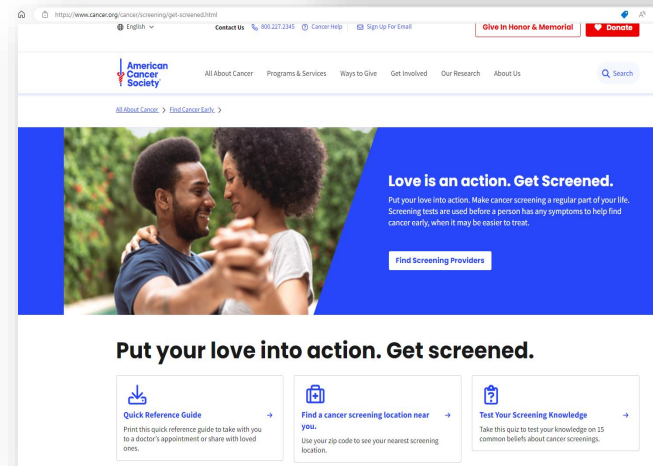 https://www.cancer.org/cancer/screening/get-screened.html
English
Contact Us 800.227.2345 Cancer Help Sign Up For Email
Give In Honor & Memorial
Donate
American
Cancer
Society
All About Cancer Programs & Services Ways to Give Get Involved Our Research About Us
Search
All About Cancer > Find Cancer Early >
Love is an action. Get Screened.
Put your love into action. Make cancer screening a regular part of your life.
Screening tests are used before a person has any symptoms to help find
cancer early, when it may be easier to treat.
Find Screening Providers
Put your love into action. Get screened.
Quick Reference Guide →
Print this quick reference guide to take with you
to a doctor's appointment or share with loved
ones.
Find a cancer screening location near →
you.
Use your zip code to see your nearest screening
location.
Test Your Screening Knowledge →
Take this quiz to test your knowledge on 15
common beliefs about cancer screenings.